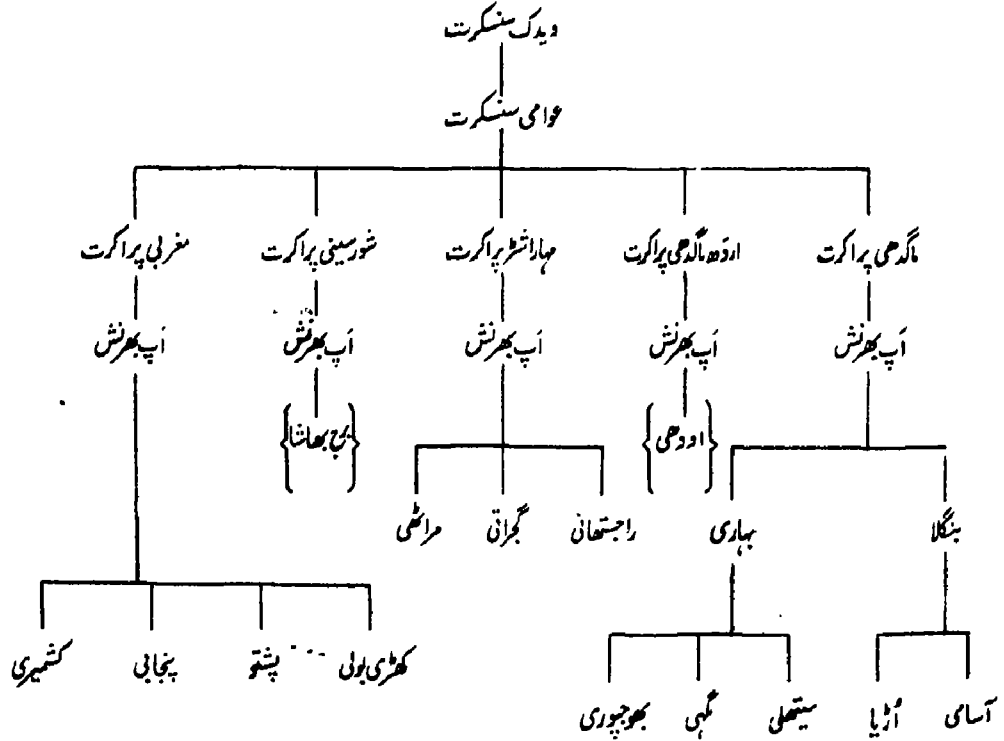 ویدک سنسکرت
عوامی سنسکرت
ماگدھی پراکرت اردھ ماگدھی پراکرت مہاراشٹر پراکرت شورسینی پراکرت مغربی پراکرت
اَپ بھرنش اَپ بھرنش اَپ بھرنش اَپ بھرنش اَپ بھرنش
{اودھی} {برج بھاشا}
بنگلا بہاری راجستھانی گجراتی مراٹھی
کھڑی بولی پشتو پنجابی کشمیری
آسامی اُڑیا میتھلی مگہی بھوجپوری